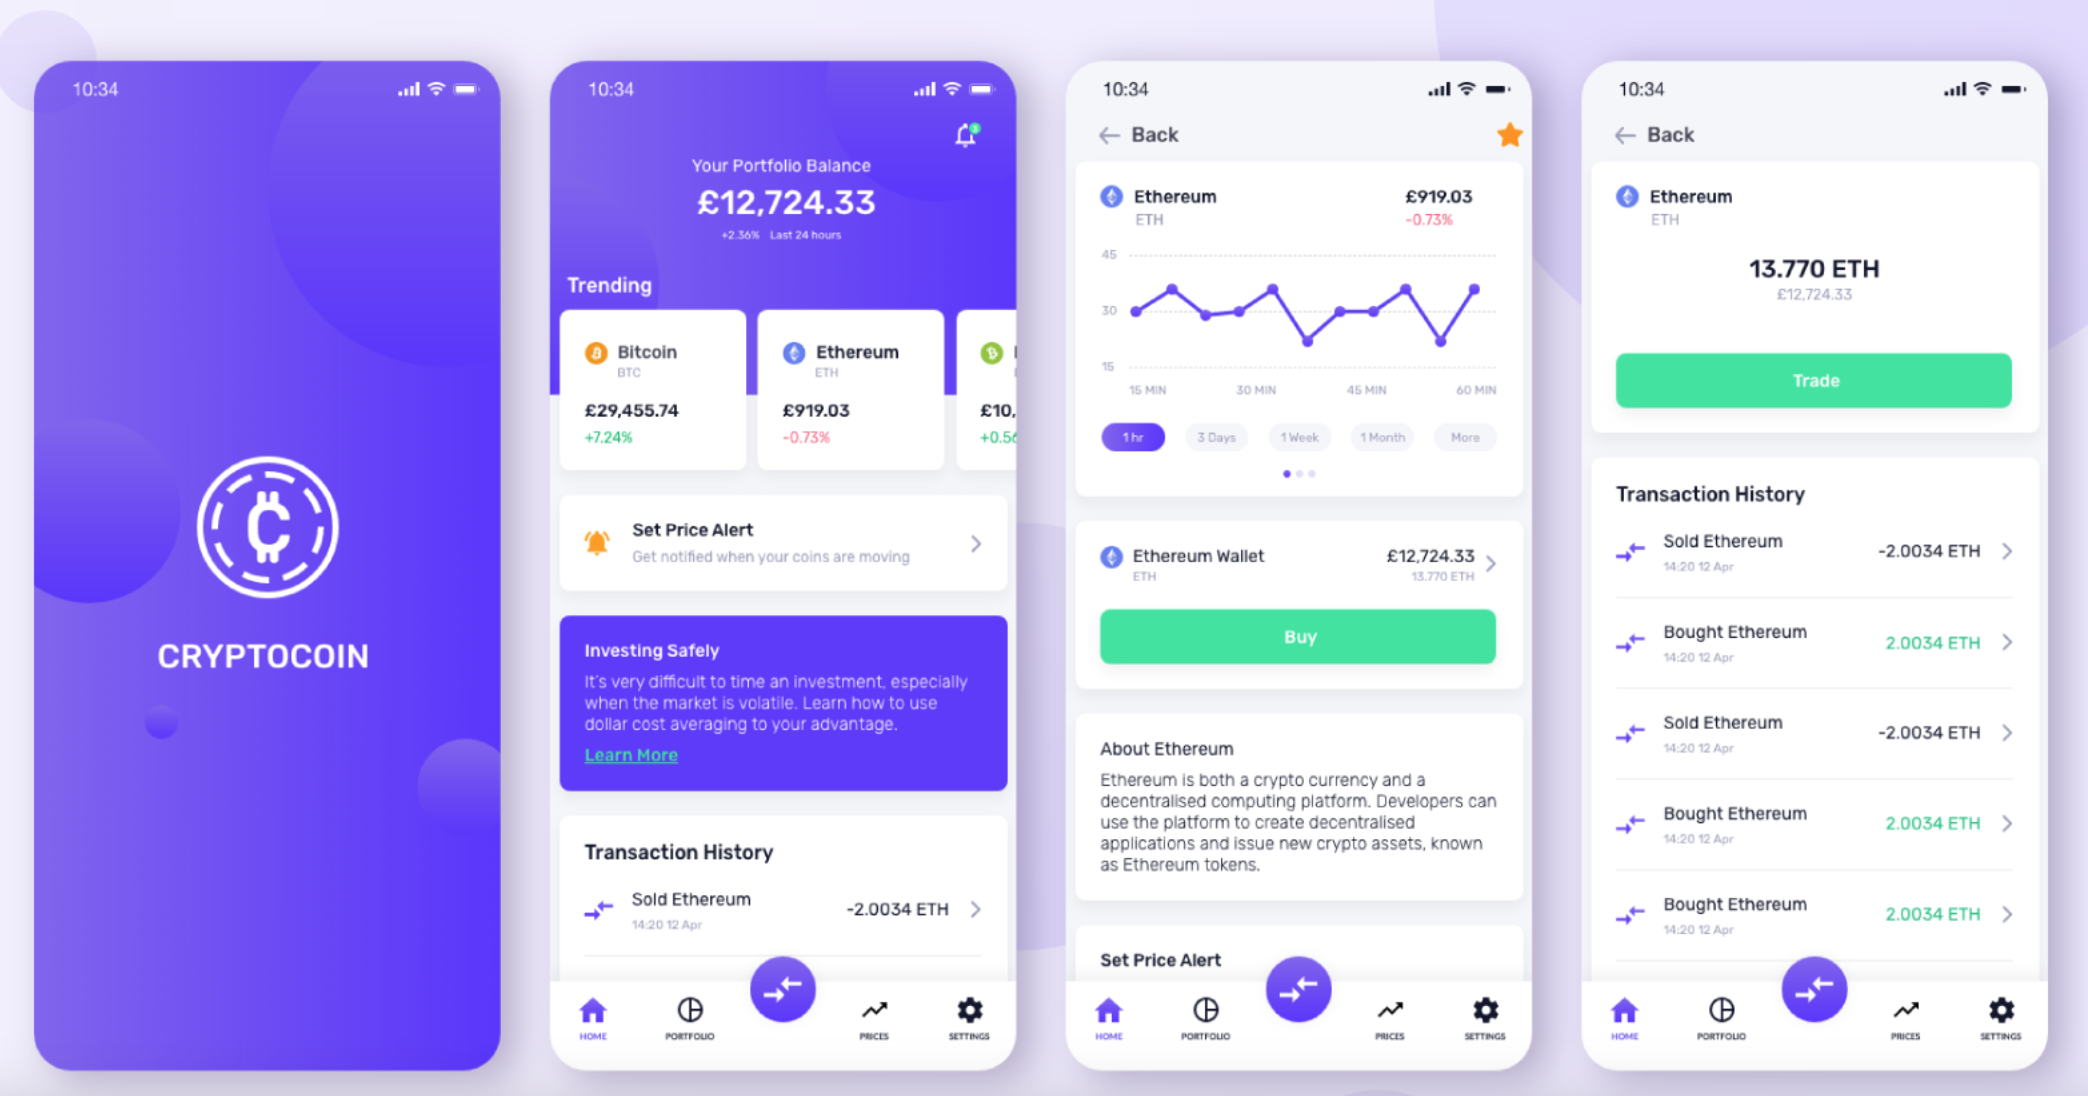 10:34
CRYPTOCOIN
10:34
3
Your Portfolio Balance
£12,724.33
+2.36% Last 24 hours
Trending
Bitcoin
BTC
£29,455.74
+7.24%
Ethereum
ETH
£919.03
-0.73%
£10,
+0.56
Set Price Alert
Get notified when your coins are moving
Investing Safely
It's very difficult to time an investment, especially
when the market is volatile. Learn how to use
dollar cost averaging to your advantage.
Learn More
Transaction History
Sold Ethereum
14:20 12 Apr
-2.0034 ETH
HOME
PORTFOLIO
PRICES
SETTINGS
10:34
Back
Ethereum
ETH
£919.03
-0.73%
45
30
15
15 MIN 30 MIN 45 MIN 60 MIN
1 hr 3 Days 1 Week 1 Month More
Ethereum Wallet
ETH
£12,724.33
13.770 ETH
Buy
About Ethereum
Ethereum is both a crypto currency and a
decentralised computing platform. Developers can
use the platform to create decentralised
applications and issue new crypto assets, known
as Ethereum tokens.
Set Price Alert
HOME
PORTFOLIO
PRICES
SETTINGS
10:34
Back
Ethereum
ETH
13.770 ETH
£12,724.33
Trade
Transaction History
Sold Ethereum
14:20 12 Apr
-2.0034 ETH
Bought Ethereum
14:20 12 Apr
2.0034 ETH
Sold Ethereum
14:20 12 Apr
-2.0034 ETH
Bought Ethereum
14:20 12 Apr
2.0034 ETH
Bought Ethereum
14:20 12 Apr
2.0034 ETH
HOME
PORTFOLIO
PRICES
SETTINGS